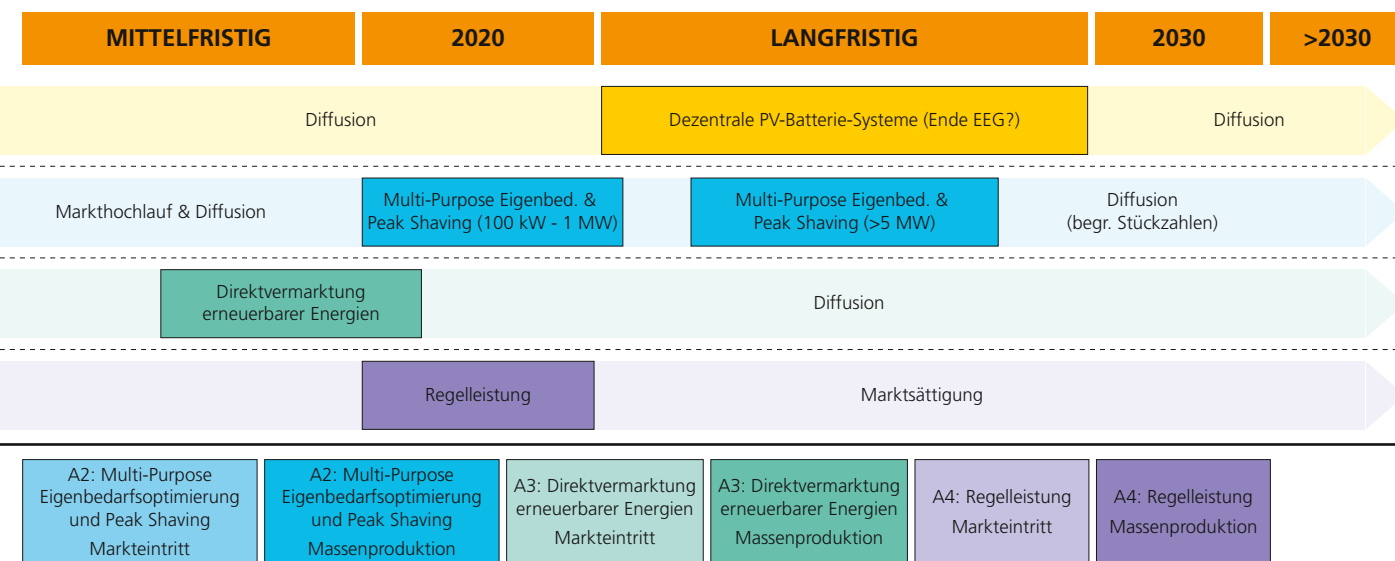 MITTELFRISTIG
2020
LANGFRISTIG
2030
>2030
Diffusion
Dezentrale PV-Batterie-Systeme (Ende EEG?)
Diffusion
Markthochlauf & Diffusion
Multi-Purpose Eigenbed. &
Peak Shaving (100 kW - 1 MW)
Multi-Purpose Eigenbed. &
Peak Shaving (>5 MW)
Diffusion
(begr. Stückzahlen)
Direktvermarktung
erneuerbarer Energien
Diffusion
Regelleistung
Marktsättigung
A2: Multi-Purpose
Eigenbedarfsoptimierung
und Peak Shaving
Markteintritt
A2: Multi-Purpose
Eigenbedarfsoptimierung
und Peak Shaving
Massenproduktion
A3: Direktvermarktung
erneuerbarer Energien
Markteintritt
A3: Direktvermarktung
erneuerbarer Energien
Massenproduktion
A4: Regelleistung
Markteintritt
A4: Regelleistung
Massenproduktion